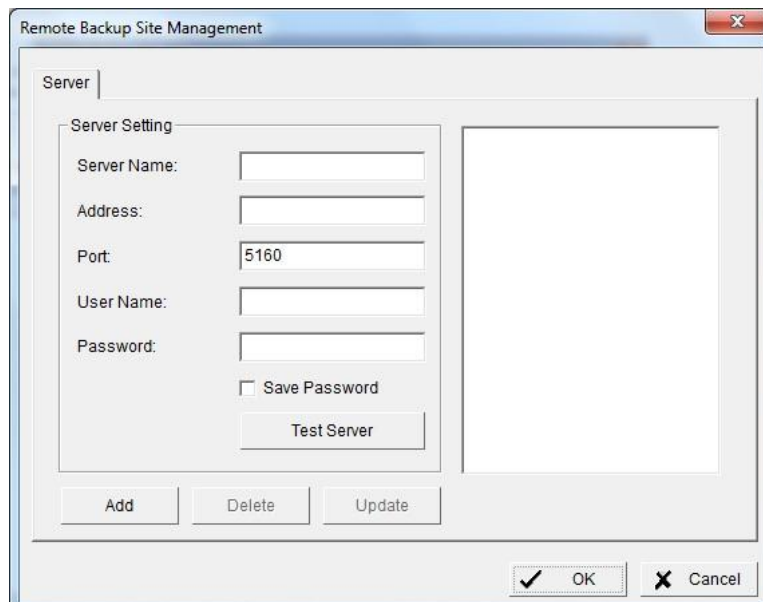 Remote Backup Site Management
Server
Server Setting
Server Name:
Address:
Port:
5160
User Name:
Password:
Save Password
Test Server
Add
Delete
Update
OK
Cancel